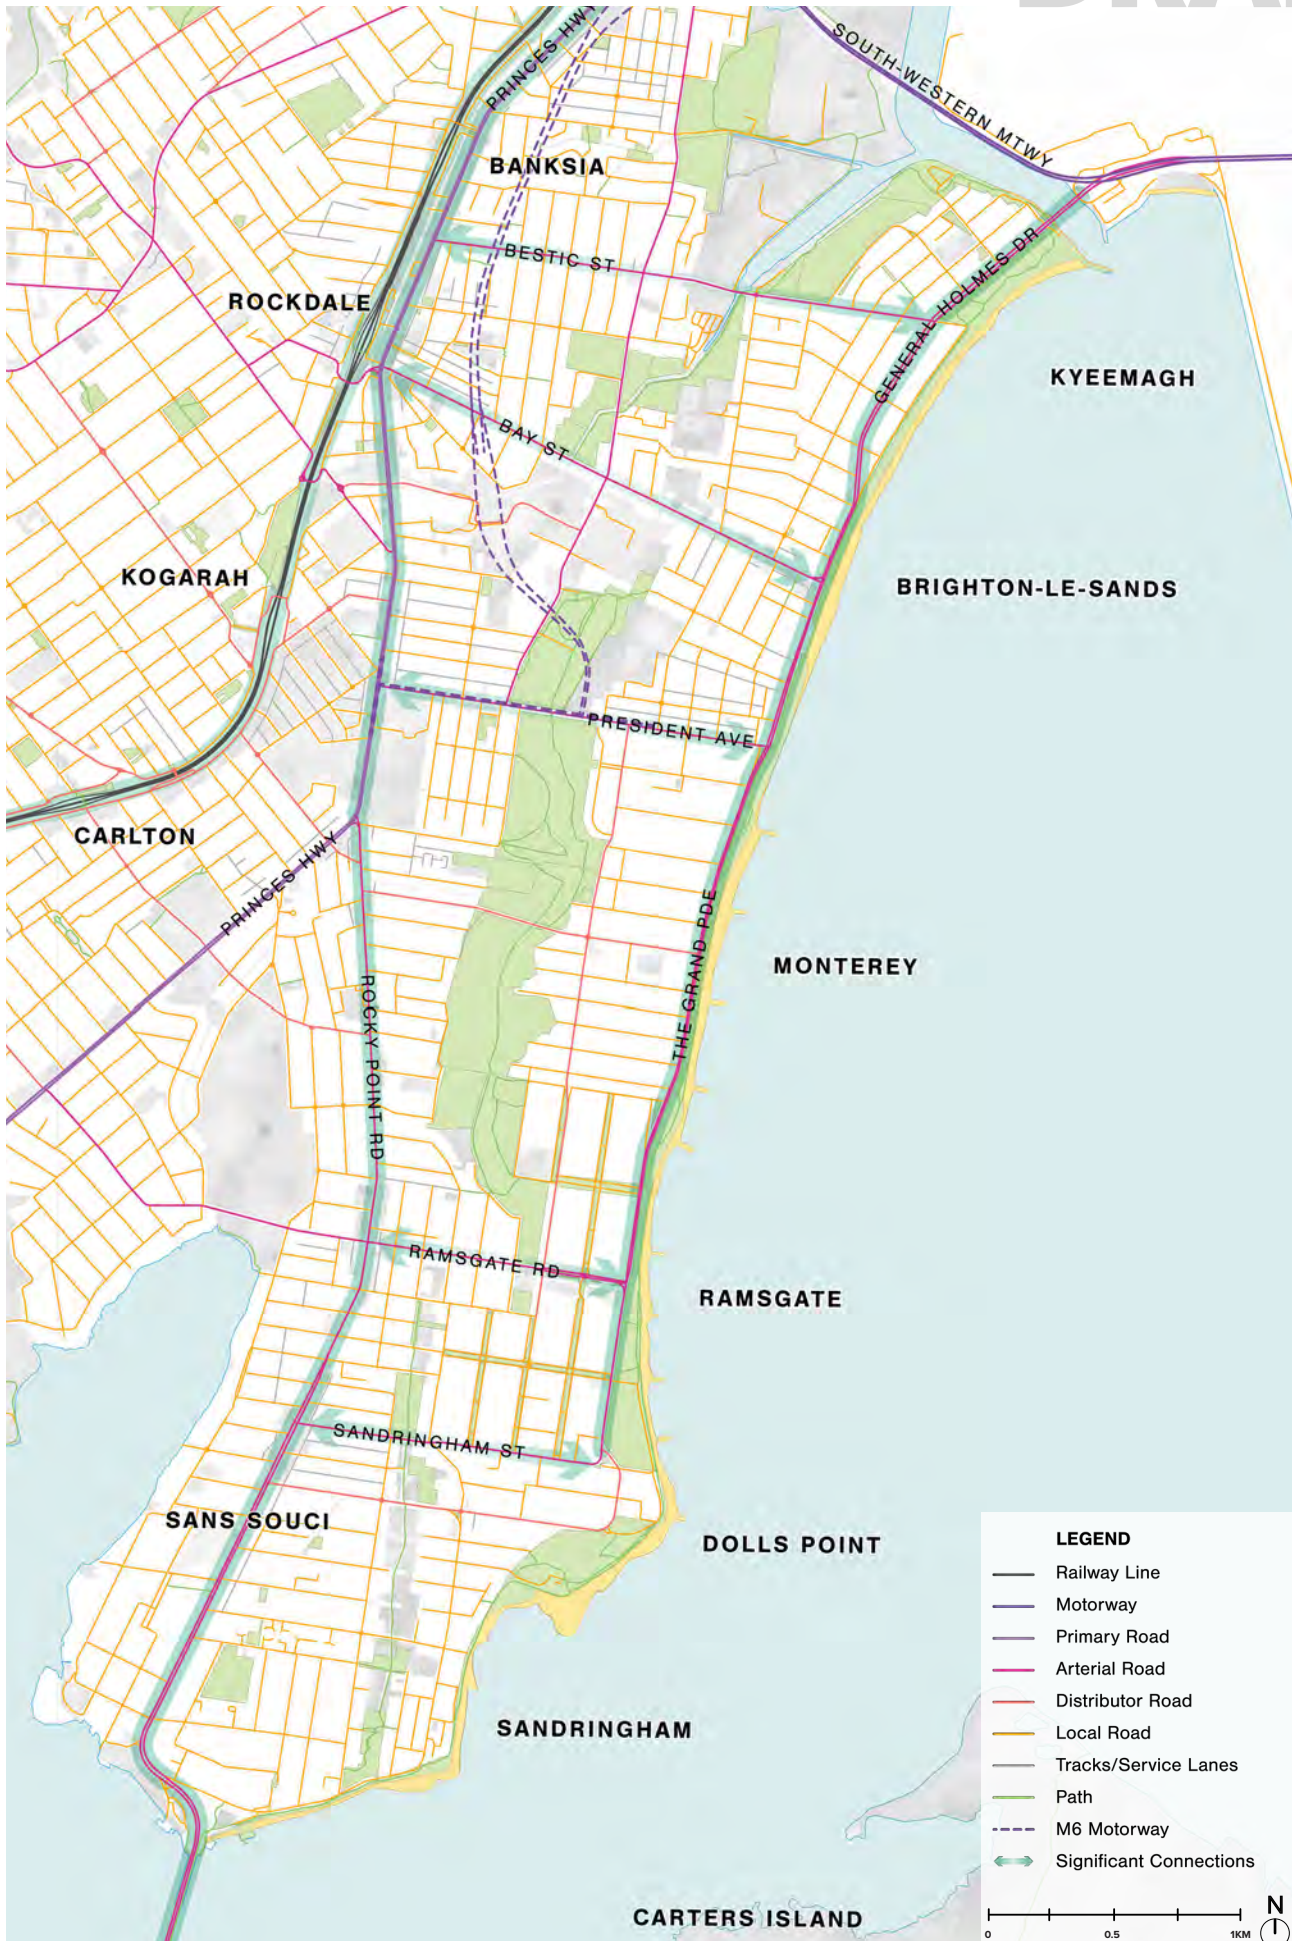 PRINCES HWY
SOUTH-WESTERN MTWY
BANKSIA
BESTIC ST
GENERAL HOLMES DR
ROCKDALE
KYEEMAGH
BAY ST
KOGARAH
BRIGHTON-LE-SANDS
PRESIDENT AVE
CARLTON
PRINCES HWY
THE GRAND PDE
MONTEREY
ROCKY POINT RD
RAMSGATE RD
RAMSGATE
SANDRINGHAM ST
SANS SOUCI
DOLLS POINT
SANDRINGHAM
CARTERS ISLAND
LEGEND
Railway Line
Motorway
Primary Road
Arterial Road
Distributor Road
Local Road
Tracks/Service Lanes
Path
M6 Motorway
Significant Connections
N
0 0.5 1KM